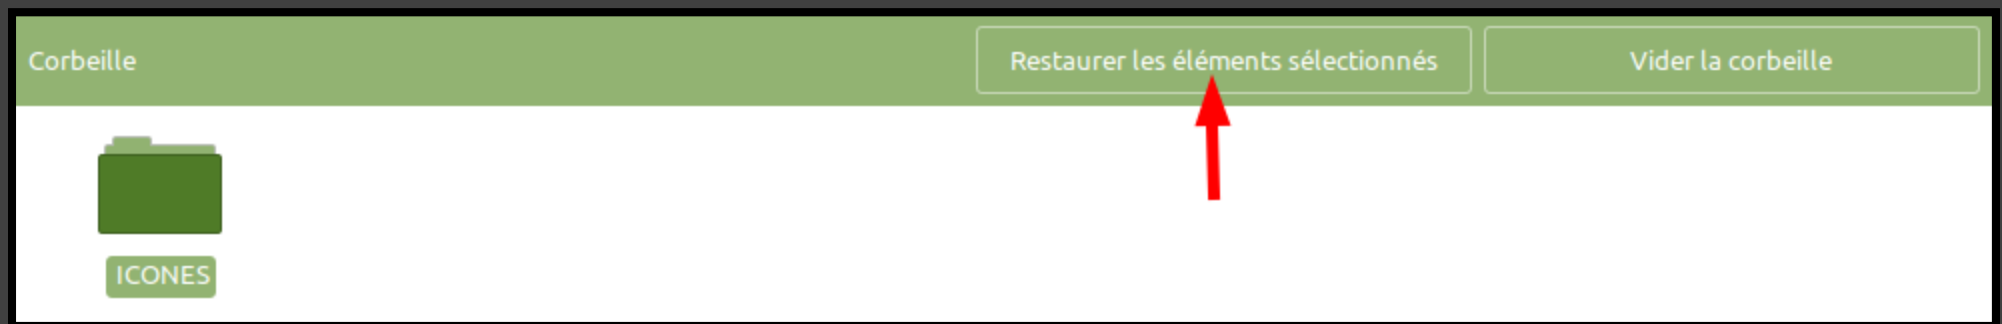 Corbeille
Restaurer les éléments sélectionnés
Vider la corbeille
ICONES